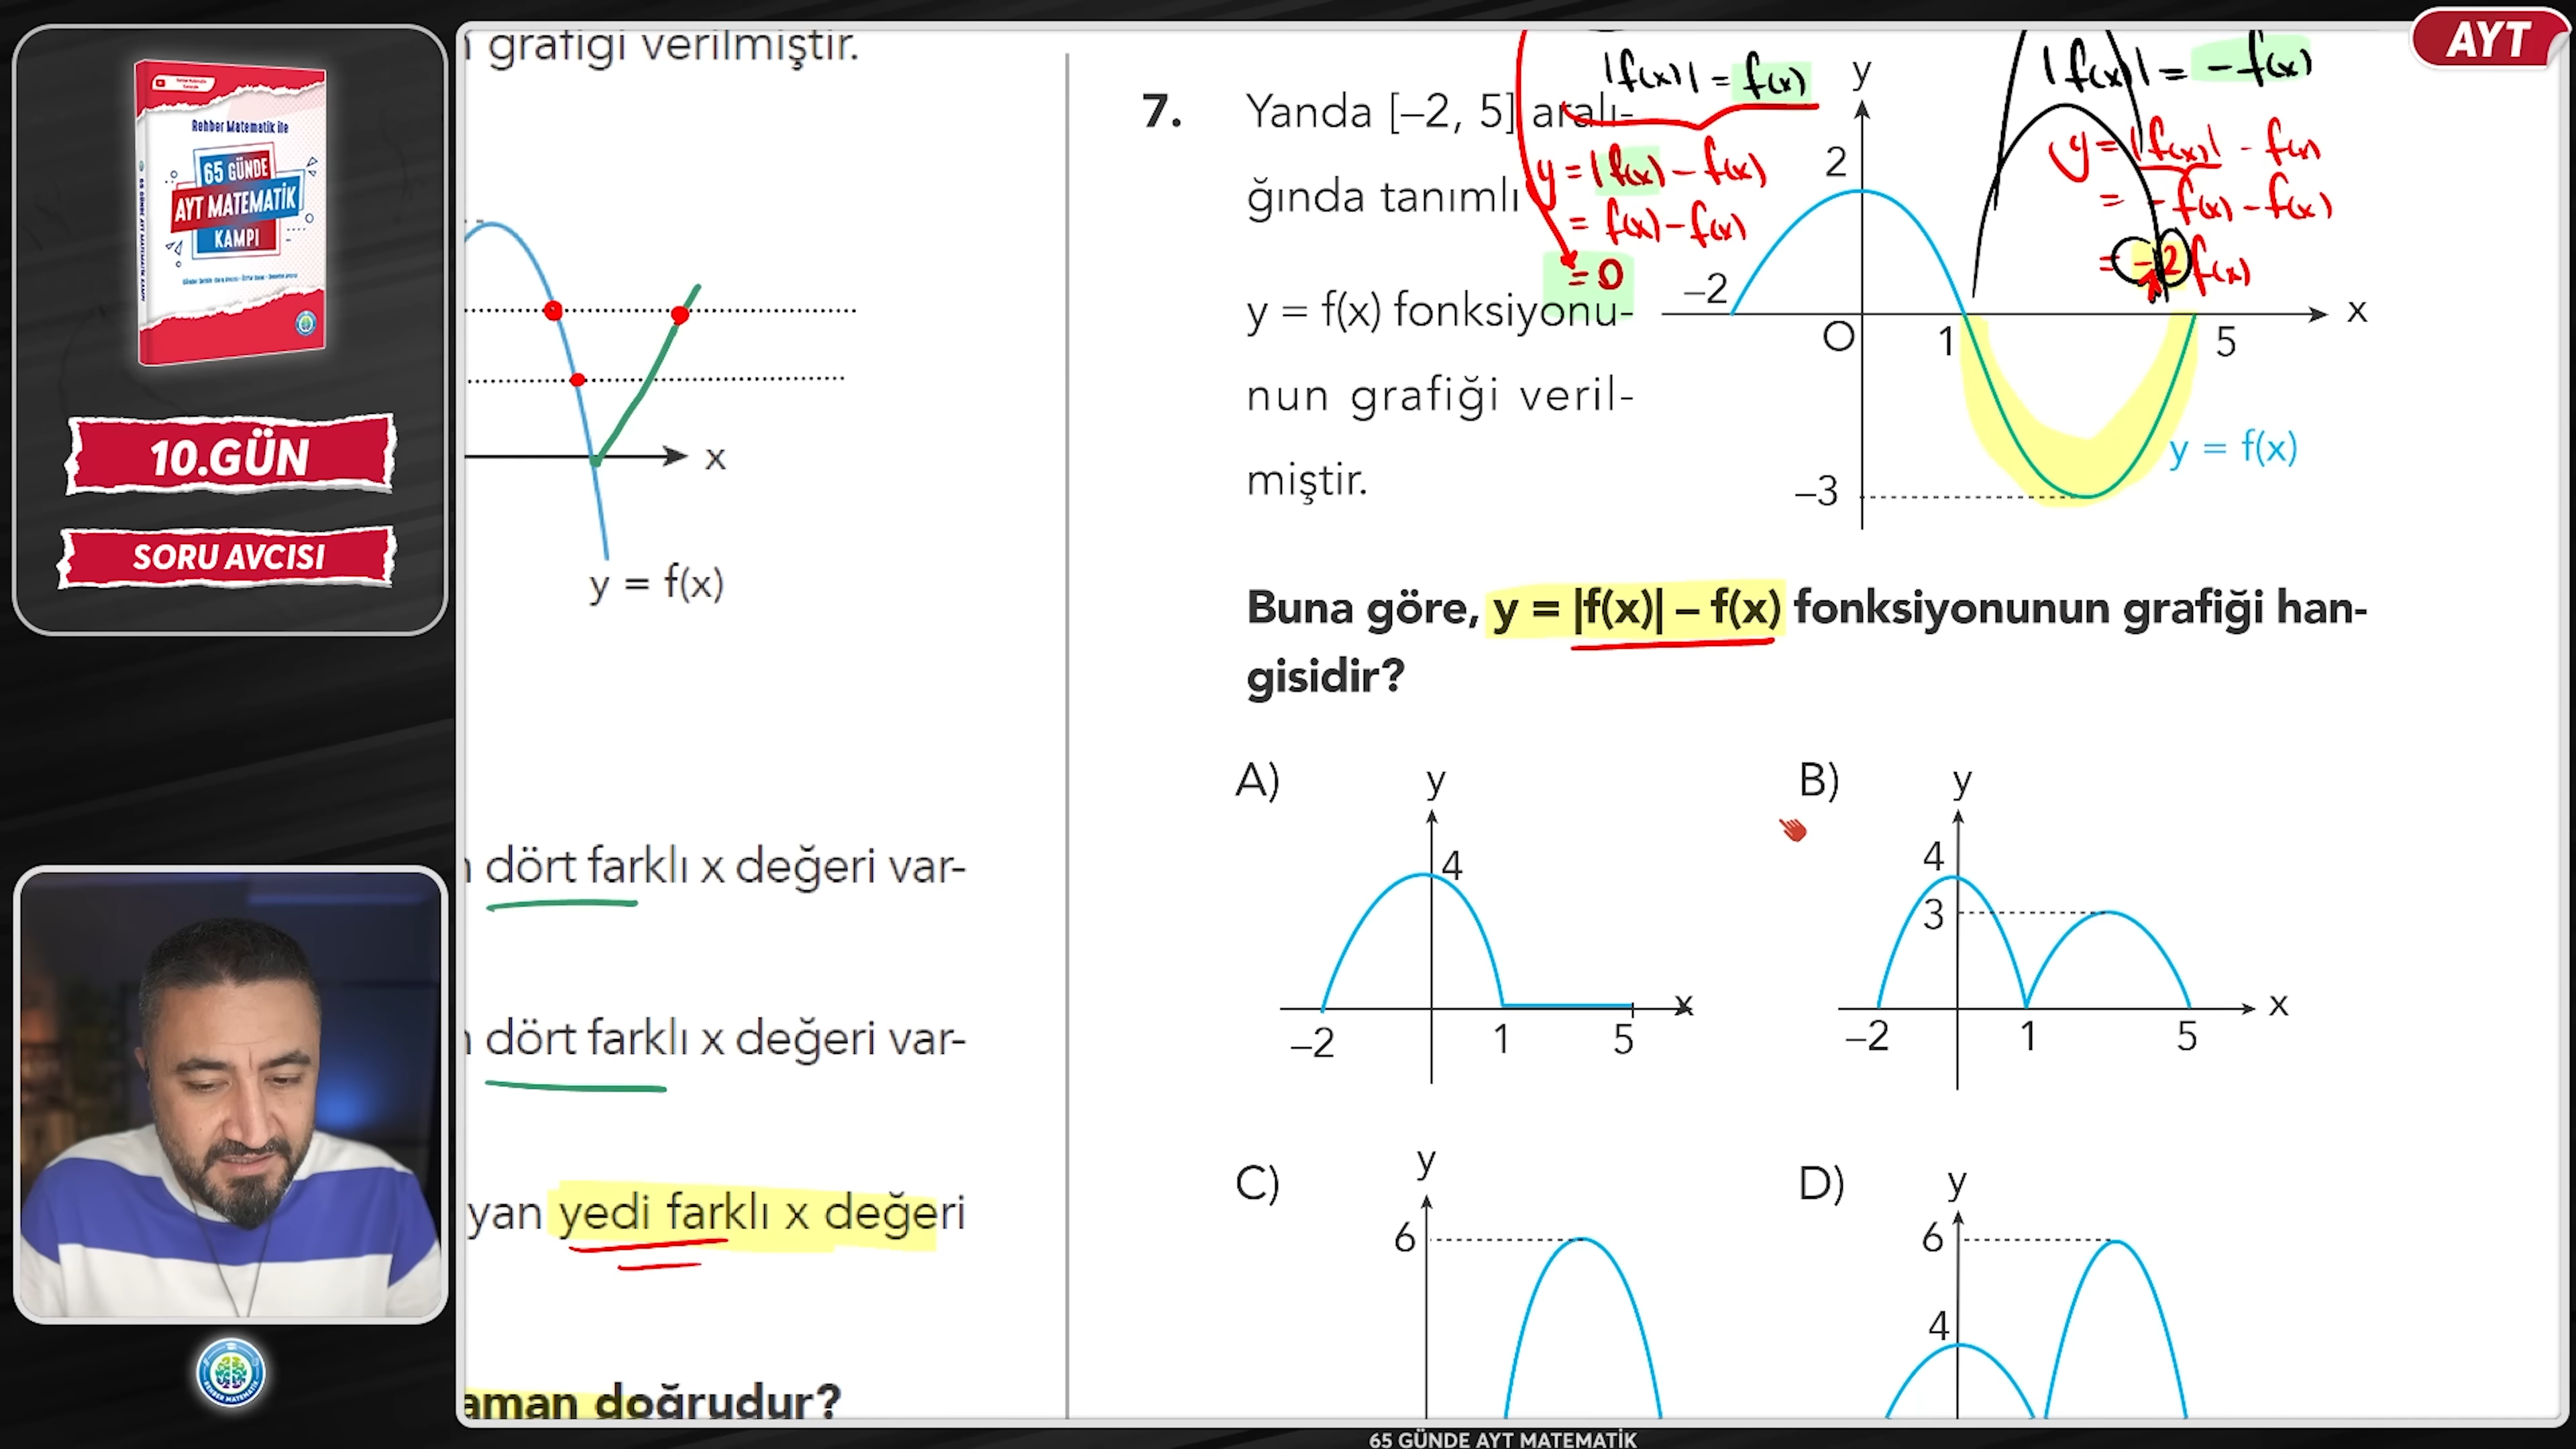 AYT
Rehber Matematik ile
65 GÜNDE
AYT MATEMATİK
KAMPI
10.GÜN
SORU AVCISI
grafiği verilmiştir.
x
y = f(x)
dört farklı x değeri var-
dört farklı x değeri var-
yan yedi farklı x değeri
aman doğrudur?
7. Yanda [–2, 5] aralı-
ğında tanımlı
y = f(x) fonksiyonu-
nun grafiği veril-
miştir.
|f(x)| = f(x)
y = |f(x)| - f(x)
= f(x) - f(x)
= 0
|f(x)| = -f(x)
y = |f(x)| - f(x)
= -f(x) - f(x)
= -2 f(x)
y
2
–2
O
1
5
x
–3
y = f(x)
Buna göre, y = |f(x)| – f(x) fonksiyonunun grafiği han-
gisidir?
A)
y
4
x
–2
1
5
B)
y
4
3
x
–2
1
5
C)
y
6
D)
y
6
4
REHBER MATEMATİK
65 GÜNDE AYT MATEMATİK